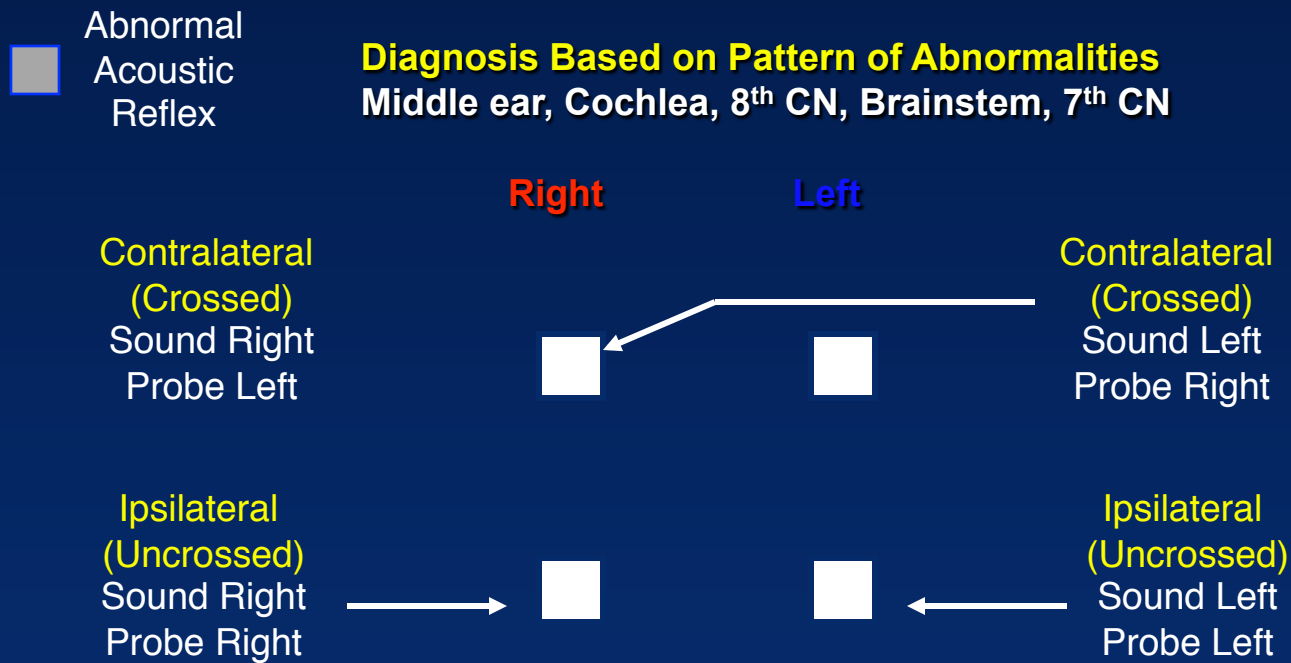 Abnormal
Acoustic
Reflex
Diagnosis Based on Pattern of Abnormalities
Middle ear, Cochlea, 8th CN, Brainstem, 7th CN
Right
Left
Contralateral
(Crossed)
Sound Right
Probe Left
Contralateral
(Crossed)
Sound Left
Probe Right
Ipsilateral
(Uncrossed)
Sound Right
Probe Right
Ipsilateral
(Uncrossed)
Sound Left
Probe Left